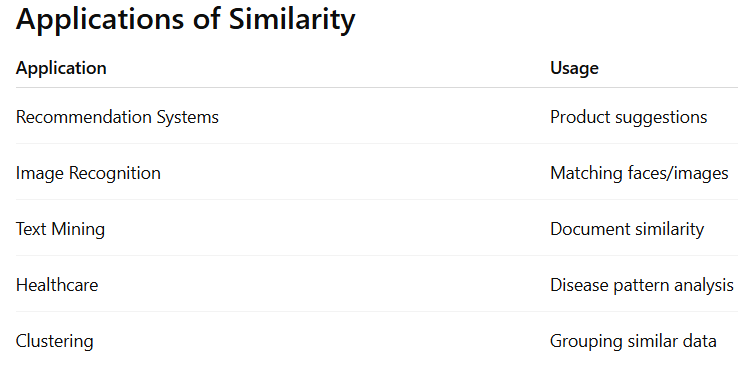 Applications of Similarity
Application Usage
Recommendation Systems Product suggestions
Image Recognition Matching faces/images
Text Mining Document similarity
Healthcare Disease pattern analysis
Clustering Grouping similar data